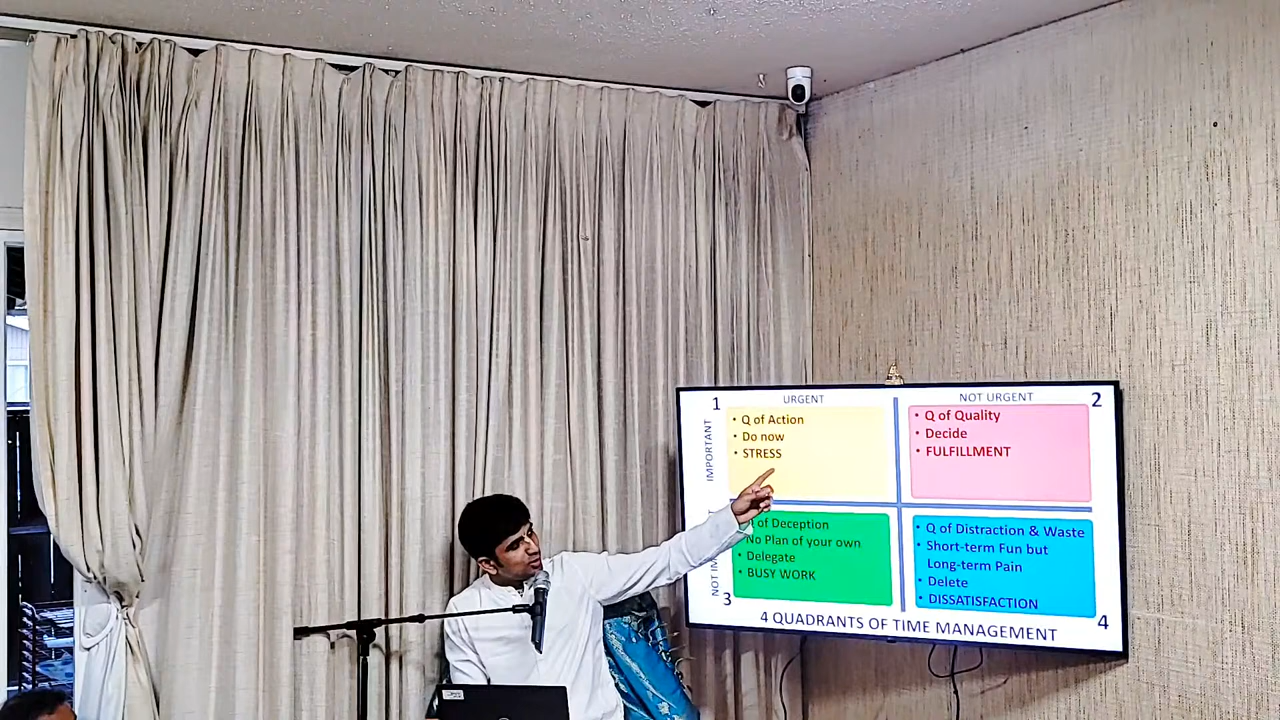 1
URGENT
NOT URGENT
2
IMPORTANT
• Q of Action
• Do now
• STRESS
• Q of Quality
• Decide
• FULFILLMENT
NOT
of Deception
No Plan of your own
Delegate
• BUSY WORK
• Q of Distraction & Waste
• Short-term Fun but
Long-term Pain
• Delete
• DISSATISFACTION
3
4
4 QUADRANTS OF TIME MANAGEMENT